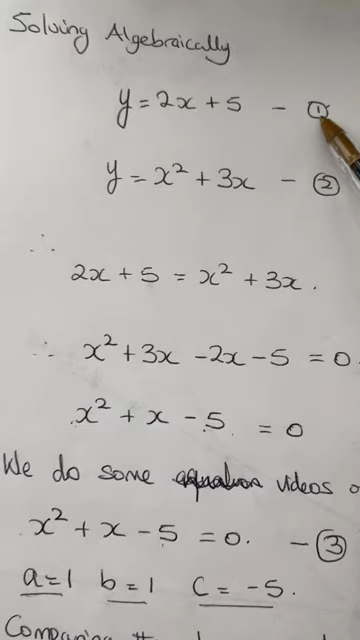 Solving Algebraically
y = 2x + 5 - ①
y = x² + 3x - ②
∴
2x + 5 = x² + 3x.
∴ x² + 3x - 2x - 5 = 0
x² + x - 5 = 0
We do some videos
x² + x - 5 = 0. - ③
a = 1 b = 1 c = -5.